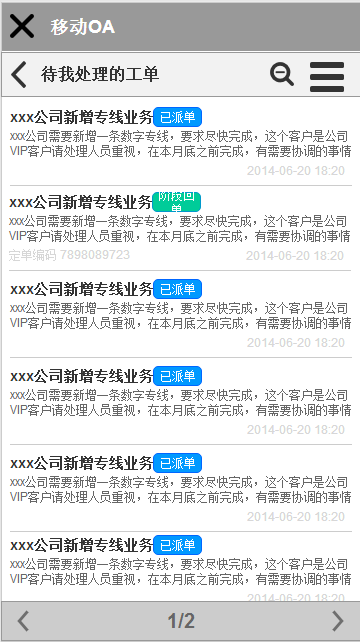 移动OA
待我处理的工单
xxx公司新增专线业务 已派单
xxx公司需要新增一条数字专线，要求尽快完成，这个客户是公司
VIP客户请处理人员重视，在本月底之前完成，有需要协调的事情
2014-06-20 18:20
xxx公司新增专线业务 阶段回单
xxx公司需要新增一条数字专线，要求尽快完成，这个客户是公司
VIP客户请处理人员重视，在本月底之前完成，有需要协调的事情
定单编码 7898089723 2014-06-20 18:20
xxx公司新增专线业务 已派单
xxx公司需要新增一条数字专线，要求尽快完成，这个客户是公司
VIP客户请处理人员重视，在本月底之前完成，有需要协调的事情
2014-06-20 18:20
xxx公司新增专线业务 已派单
xxx公司需要新增一条数字专线，要求尽快完成，这个客户是公司
VIP客户请处理人员重视，在本月底之前完成，有需要协调的事情
2014-06-20 18:20
xxx公司新增专线业务 已派单
xxx公司需要新增一条数字专线，要求尽快完成，这个客户是公司
VIP客户请处理人员重视，在本月底之前完成，有需要协调的事情
2014-06-20 18:20
xxx公司新增专线业务 已派单
xxx公司需要新增一条数字专线，要求尽快完成，这个客户是公司
VIP客户请处理人员重视，在本月底之前完成，有需要协调的事情
2014-06-20 18:20
1/2